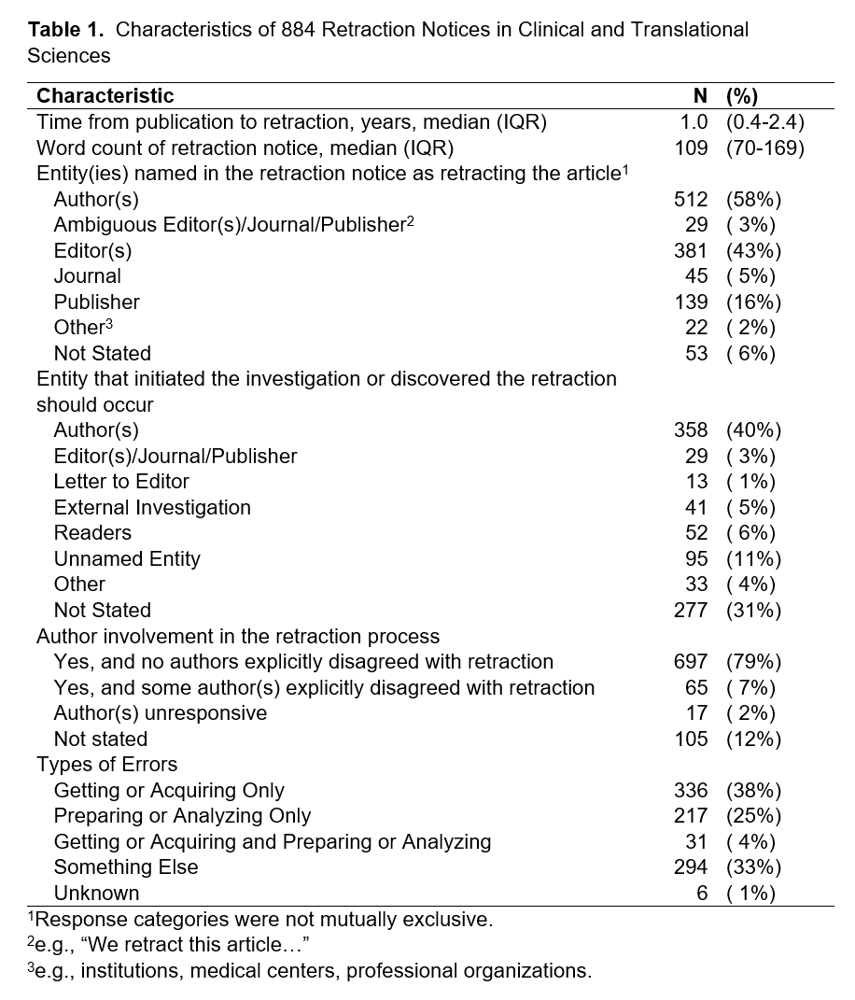 Table 1. Characteristics of 884 Retraction Notices in Clinical and Translational
Sciences
Characteristic N (%)
Time from publication to retraction, years, median (IQR) 1.0 (0.4-2.4)
Word count of retraction notice, median (IQR) 109 (70-169)
Entity(ies) named in the retraction notice as retracting the article¹
Author(s) 512 (58%)
Ambiguous Editor(s)/Journal/Publisher² 29 ( 3%)
Editor(s) 381 (43%)
Journal 45 ( 5%)
Publisher 139 (16%)
Other³ 22 ( 2%)
Not Stated 53 ( 6%)
Entity that initiated the investigation or discovered the retraction
should occur
Author(s) 358 (40%)
Editor(s)/Journal/Publisher 29 ( 3%)
Letter to Editor 13 ( 1%)
External Investigation 41 ( 5%)
Readers 52 ( 6%)
Unnamed Entity 95 (11%)
Other 33 ( 4%)
Not Stated 277 (31%)
Author involvement in the retraction process
Yes, and no authors explicitly disagreed with retraction 697 (79%)
Yes, and some author(s) explicitly disagreed with retraction 65 ( 7%)
Author(s) unresponsive 17 ( 2%)
Not stated 105 (12%)
Types of Errors
Getting or Acquiring Only 336 (38%)
Preparing or Analyzing Only 217 (25%)
Getting or Acquiring and Preparing or Analyzing 31 ( 4%)
Something Else 294 (33%)
Unknown 6 ( 1%)
¹Response categories were not mutually exclusive.
²e.g., “We retract this article…”
³e.g., institutions, medical centers, professional organizations.